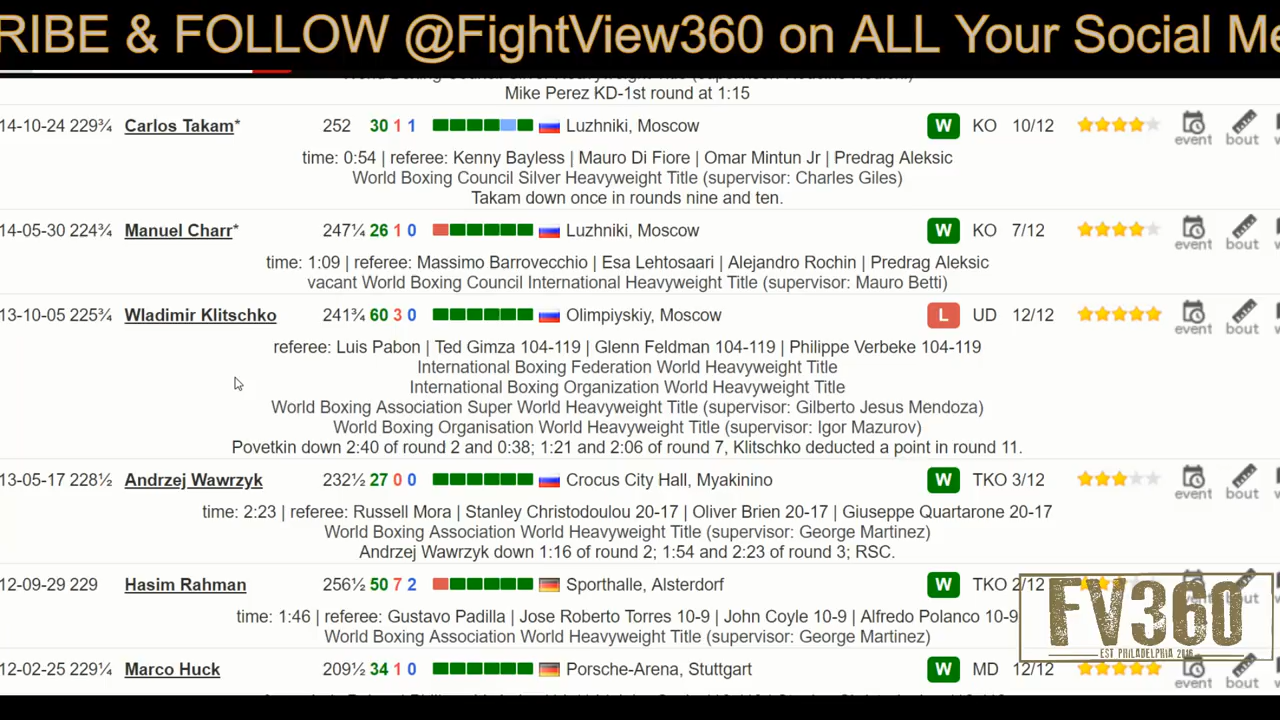 RIBE & FOLLOW @FightView360 on ALL Your Social Me
Mike Perez KD-1st round at 1:15
14-10-24 229¾ Carlos Takam* 252 30 1 1 Luzhniki, Moscow W KO 10/12 event bout
time: 0:54 | referee: Kenny Bayless | Mauro Di Fiore | Omar Mintun Jr | Predrag Aleksic
World Boxing Council Silver Heavyweight Title (supervisor: Charles Giles)
Takam down once in rounds nine and ten.
14-05-30 224¾ Manuel Charr* 247¼ 26 1 0 Luzhniki, Moscow W KO 7/12 event bout
time: 1:09 | referee: Massimo Barrovecchio | Esa Lehtosaari | Alejandro Rochin | Predrag Aleksic
vacant World Boxing Council International Heavyweight Title (supervisor: Mauro Betti)
13-10-05 225¾ Wladimir Klitschko 241¾ 60 3 0 Olimpiyskiy, Moscow L UD 12/12 event bout
referee: Luis Pabon | Ted Gimza 104-119 | Glenn Feldman 104-119 | Philippe Verbeke 104-119
International Boxing Federation World Heavyweight Title
International Boxing Organization World Heavyweight Title
World Boxing Association Super World Heavyweight Title (supervisor: Gilberto Jesus Mendoza)
World Boxing Organisation World Heavyweight Title (supervisor: Igor Mazurov)
Povetkin down 2:40 of round 2 and 0:38; 1:21 and 2:06 of round 7, Klitschko deducted a point in round 11.
13-05-17 228½ Andrzej Wawrzyk 232½ 27 0 0 Crocus City Hall, Myakinino W TKO 3/12 event bout
time: 2:23 | referee: Russell Mora | Stanley Christodoulou 20-17 | Oliver Brien 20-17 | Giuseppe Quartarone 20-17
World Boxing Association World Heavyweight Title (supervisor: George Martinez)
Andrzej Wawrzyk down 1:16 of round 2; 1:54 and 2:23 of round 3; RSC.
12-09-29 229 Hasim Rahman 256½ 50 7 2 Sporthalle, Alsterdorf W TKO 2/12
time: 1:46 | referee: Gustavo Padilla | Jose Roberto Torres 10-9 | John Coyle 10-9 | Alfredo Polanco 10-9
World Boxing Association World Heavyweight Title (supervisor: George Martinez)
FV360
EST PHILADELPHIA 2016
12-02-25 229¼ Marco Huck 209½ 34 1 0 Porsche-Arena, Stuttgart W MD 12/12 event bout